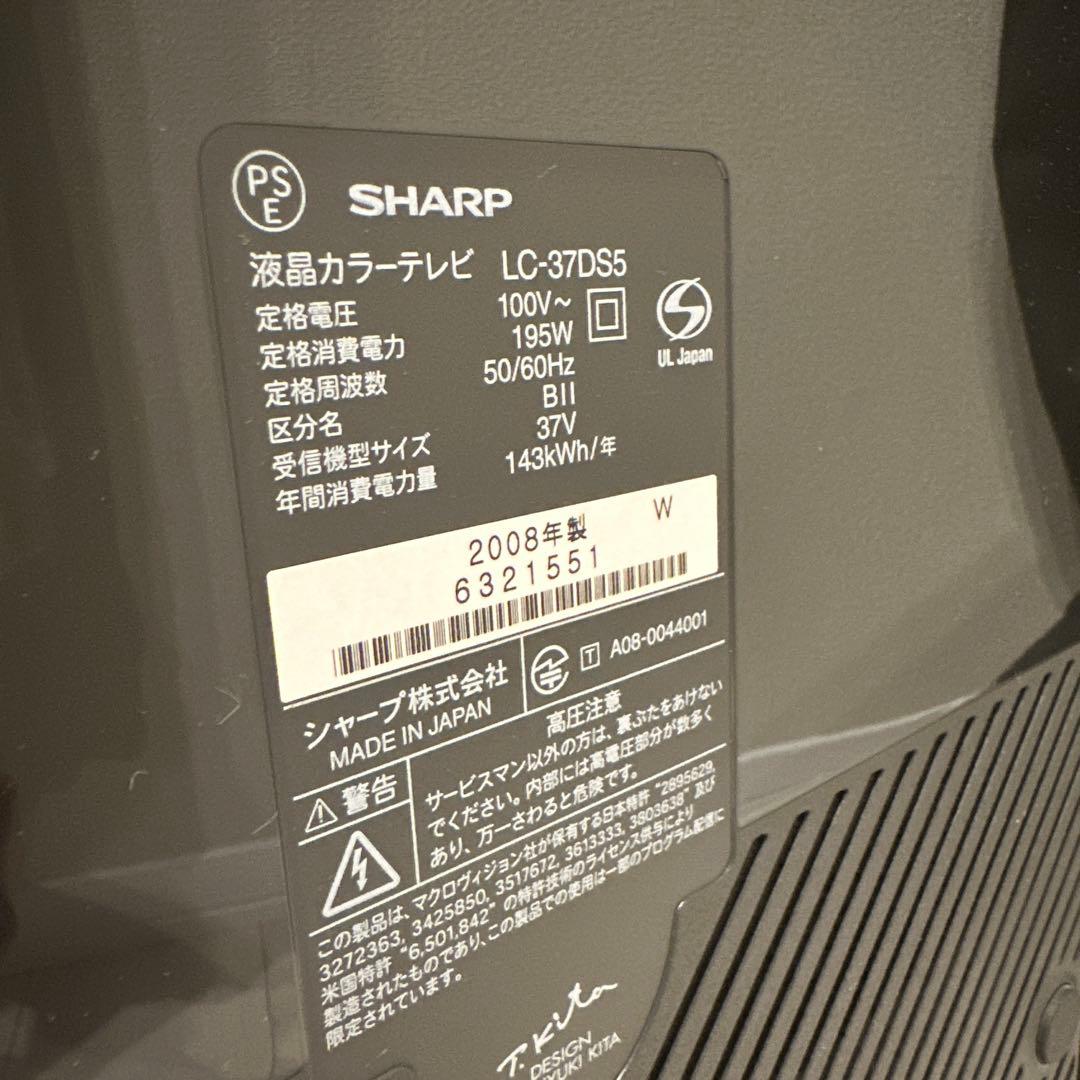 PS
E
SHARP
液晶カラーテレビ LC-37DS5
定格電圧 100V～
定格消費電力 195W
定格周波数 50/60Hz
区分名 BII
受信機型サイズ 37V
年間消費電力量 143kWh/年
UL Japan
2008年製 W
6321551
シャープ株式会社
MADE IN JAPAN
T A08-0044001
警告
高圧注意
サービスマン以外の方は、裏ぶたをあけない
でください。内部には高電圧部分が数多く
あり、万一さわると危険です。
この製品は、マクロヴィジョン社が保有する日本特許 "2895629,
3272363, 3425850, 3517672, 3613333, 3803638" 及び
米国特許 "6,501,842" の特許技術のライセンス供与により
製造されたものであり、この製品での使用は一部のプログラム配信に
限定されています。
T. Kita
DESIGN
YUKI KITA